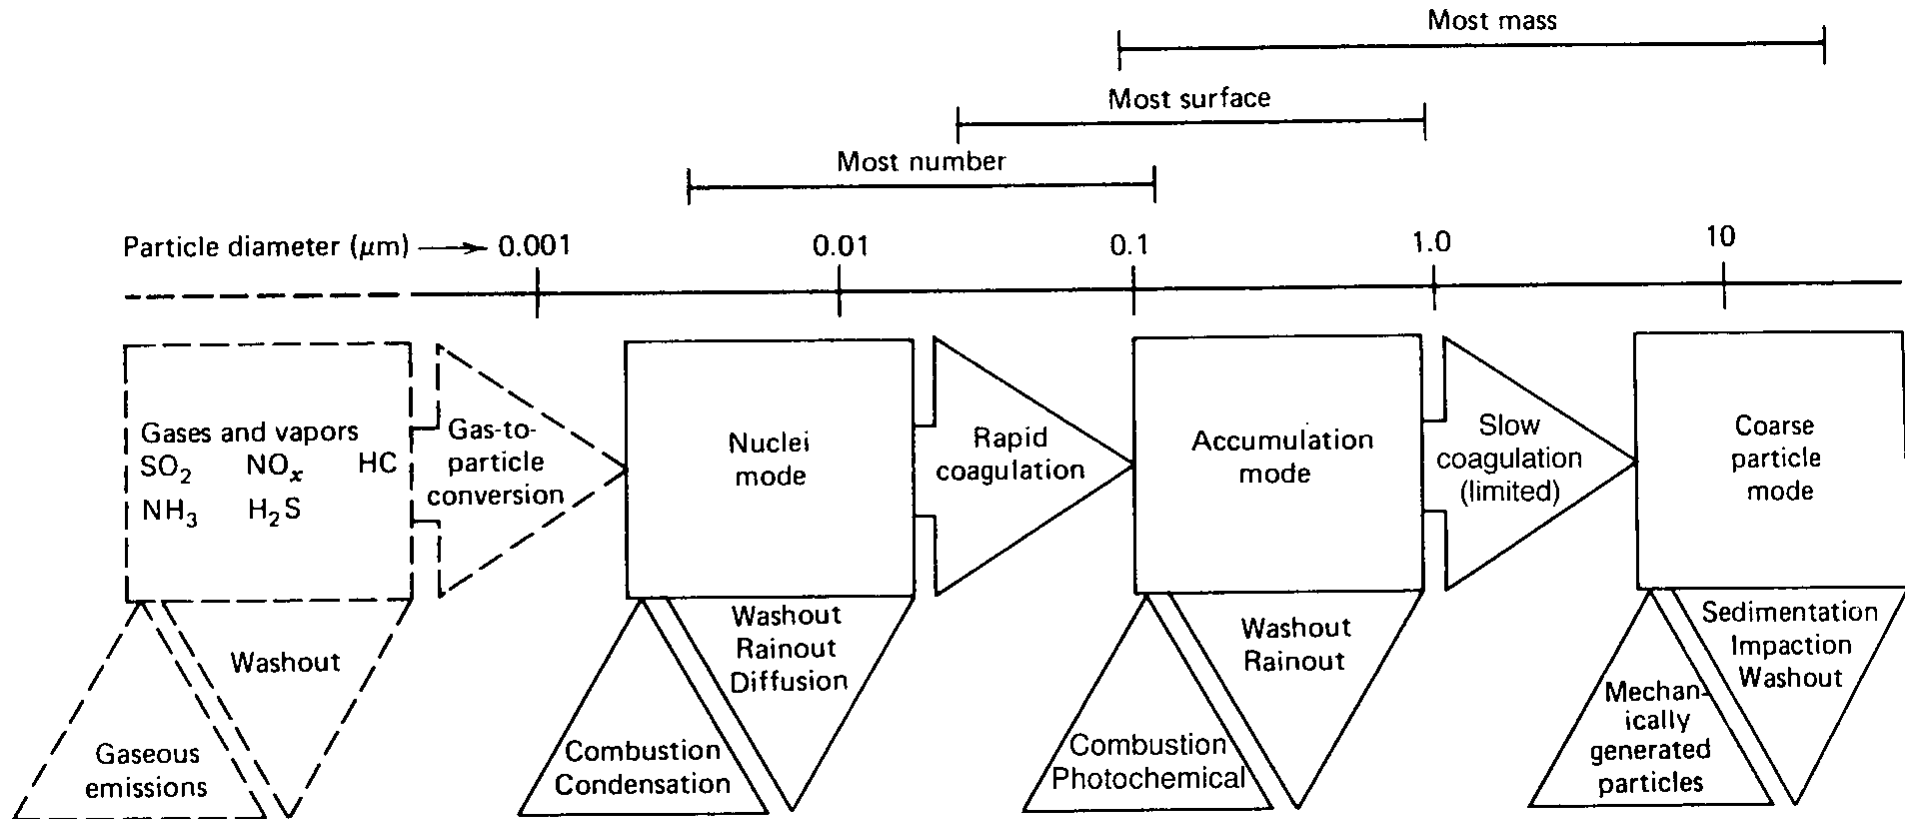 Most mass
Most surface
Most number
Particle diameter (μm) → 0.001 0.01 0.1 1.0 10
Gases and vapors
SO₂ NOₓ HC
NH₃ H₂S
Gas-to-
particle
conversion
Nuclei
mode
Rapid
coagulation
Accumulation
mode
Slow
coagulation
(limited)
Coarse
particle
mode
Gaseous
emissions
Washout
Combustion
Condensation
Washout
Rainout
Diffusion
Combustion
Photochemical
Washout
Rainout
Mechan-
ically
generated
particles
Sedimentation
Impaction
Washout